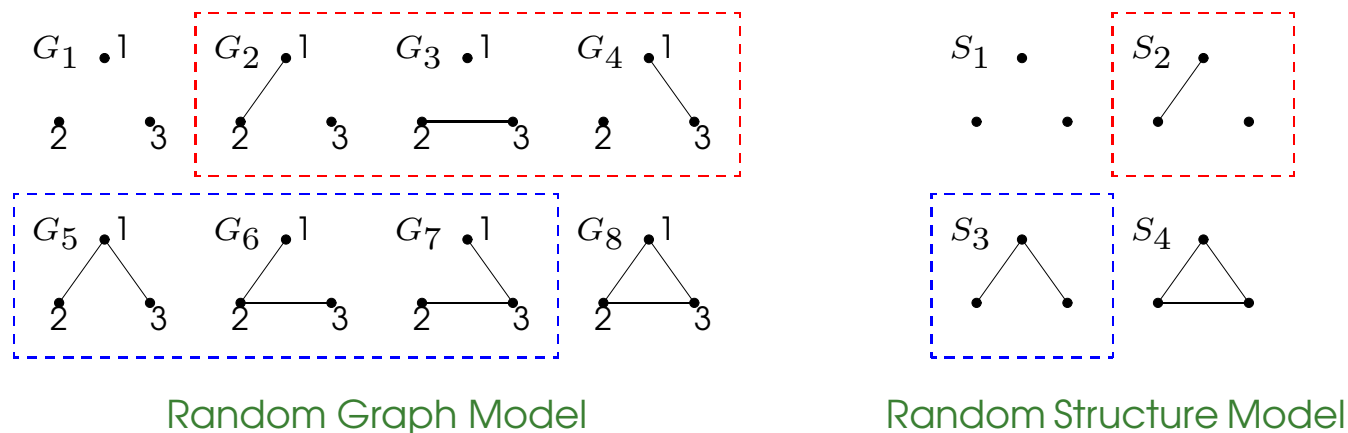 G1 1 G2 1 G3 1 G4 1 S1 S2
2 3 2 3 2 3 2 3
G5 1 G6 1 G7 1 G8 1 S3 S4
2 3 2 3 2 3 2 3
Random Graph Model Random Structure Model